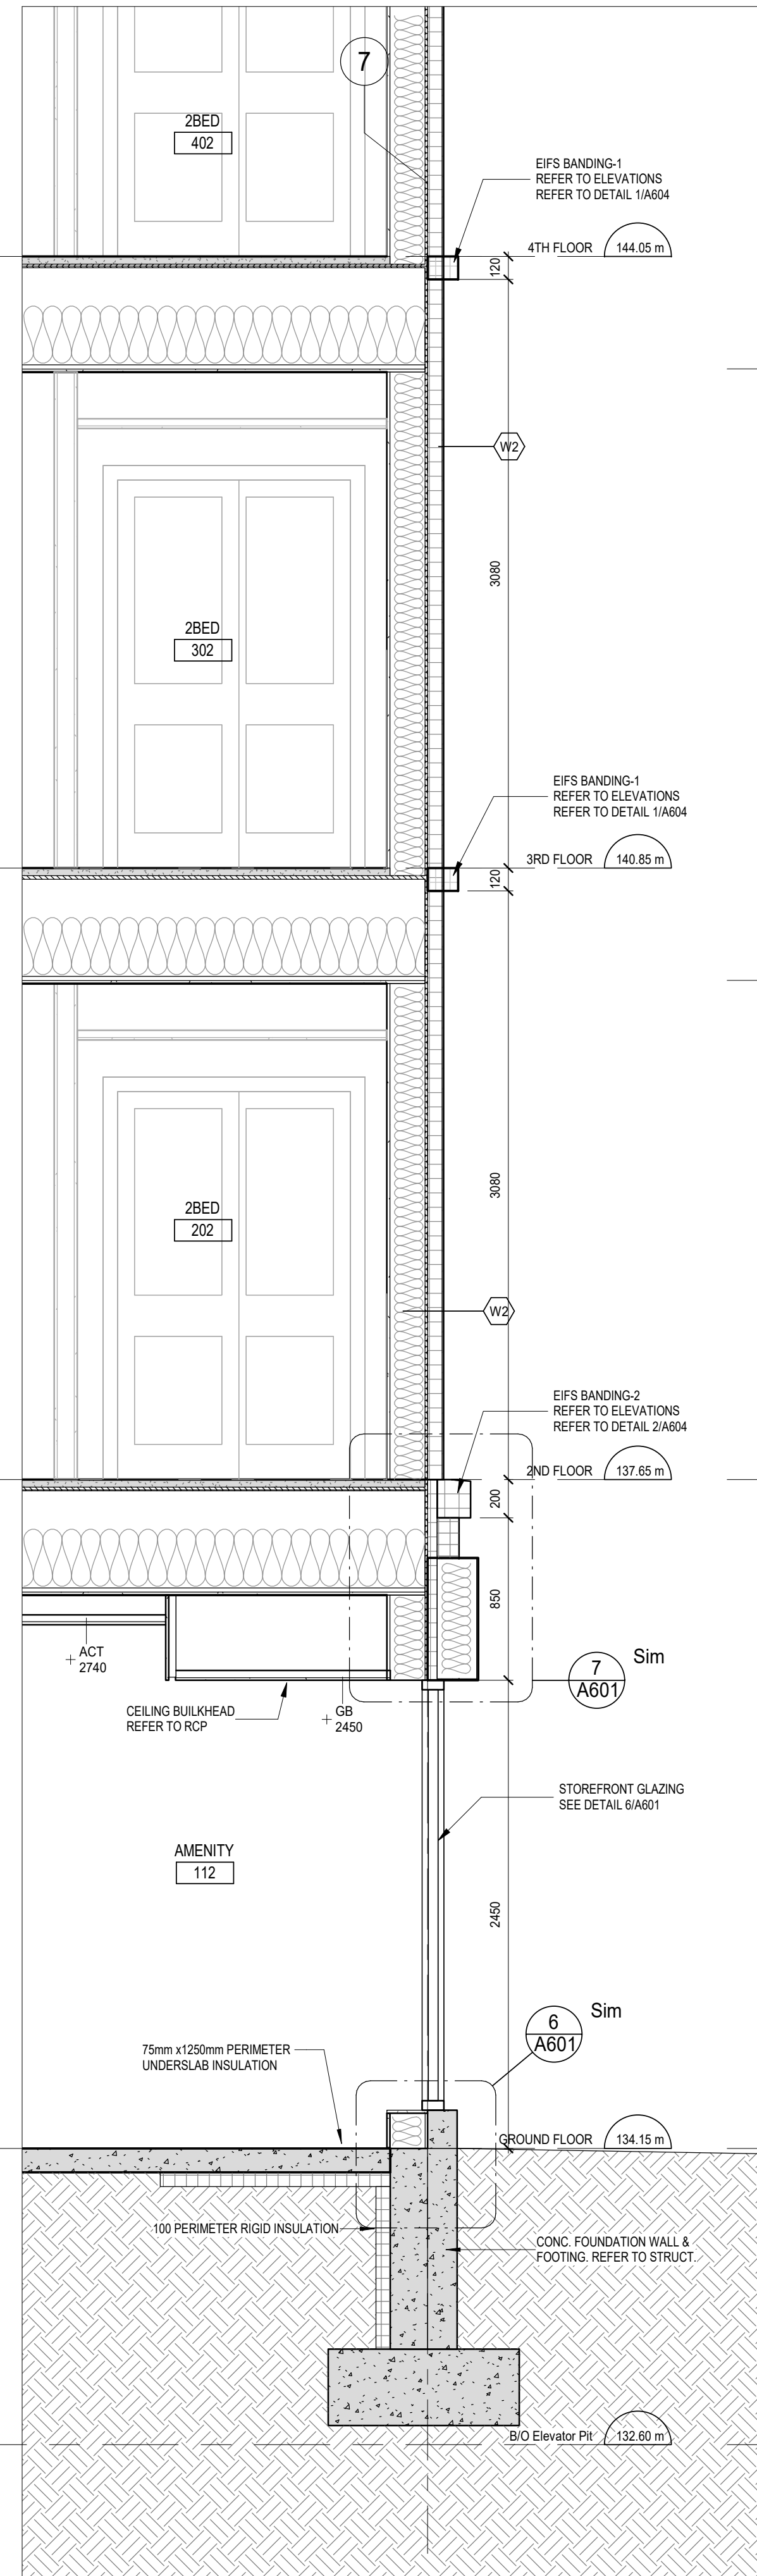 7
2BED
402
EIFS BANDING-1
REFER TO ELEVATIONS
REFER TO DETAIL 1/A604
4TH FLOOR 144.05 m
120
W2
3080
2BED
302
EIFS BANDING-1
REFER TO ELEVATIONS
REFER TO DETAIL 1/A604
3RD FLOOR 140.85 m
120
3080
2BED
202
W2
EIFS BANDING-2
REFER TO ELEVATIONS
REFER TO DETAIL 2/A604
2ND FLOOR 137.65 m
200
850
ACT
2740
7
A601
Sim
CEILING BUILKHEAD
REFER TO RCP
GB
2450
STOREFRONT GLAZING
SEE DETAIL 6/A601
AMENITY
112
2450
6
A601
Sim
75mm x1250mm PERIMETER
UNDERSLAB INSULATION
GROUND FLOOR 134.15 m
100 PERIMETER RIGID INSULATION
CONC. FOUNDATION WALL &
FOOTING. REFER TO STRUCT.
B/O Elevator Pit 132.60 m